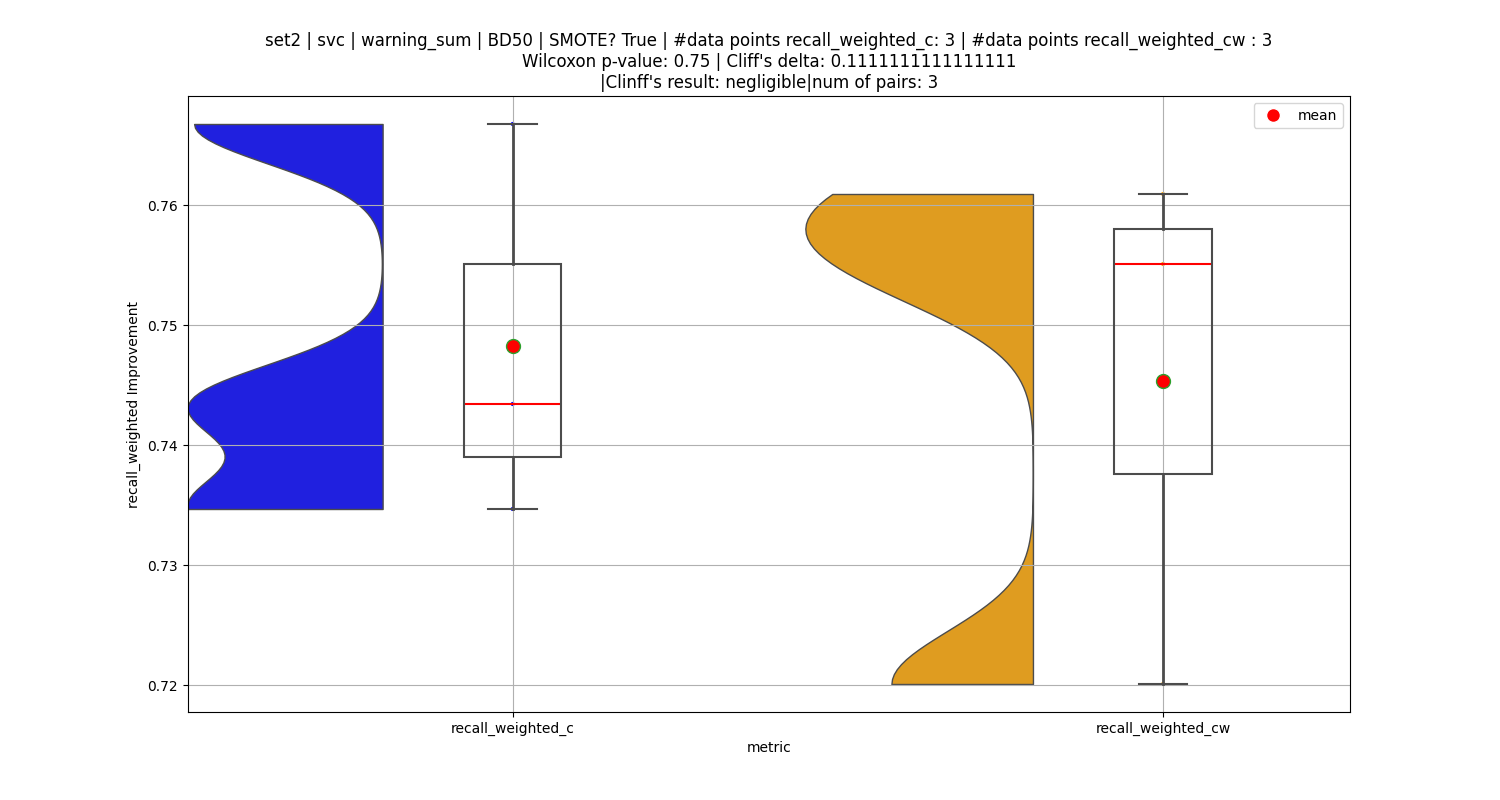 set2 | svc | warning_sum | BD50 | SMOTE? True | #data points recall_weighted_c: 3 | #data points recall_weighted_cw : 3
Wilcoxon p-value: 0.75 | Cliff's delta: 0.1111111111111111
|Clinff's result: negligible|num of pairs: 3
mean
0.76
0.75
0.74
0.73
0.72
recall_weighted Improvement
recall_weighted_c
recall_weighted_cw
metric